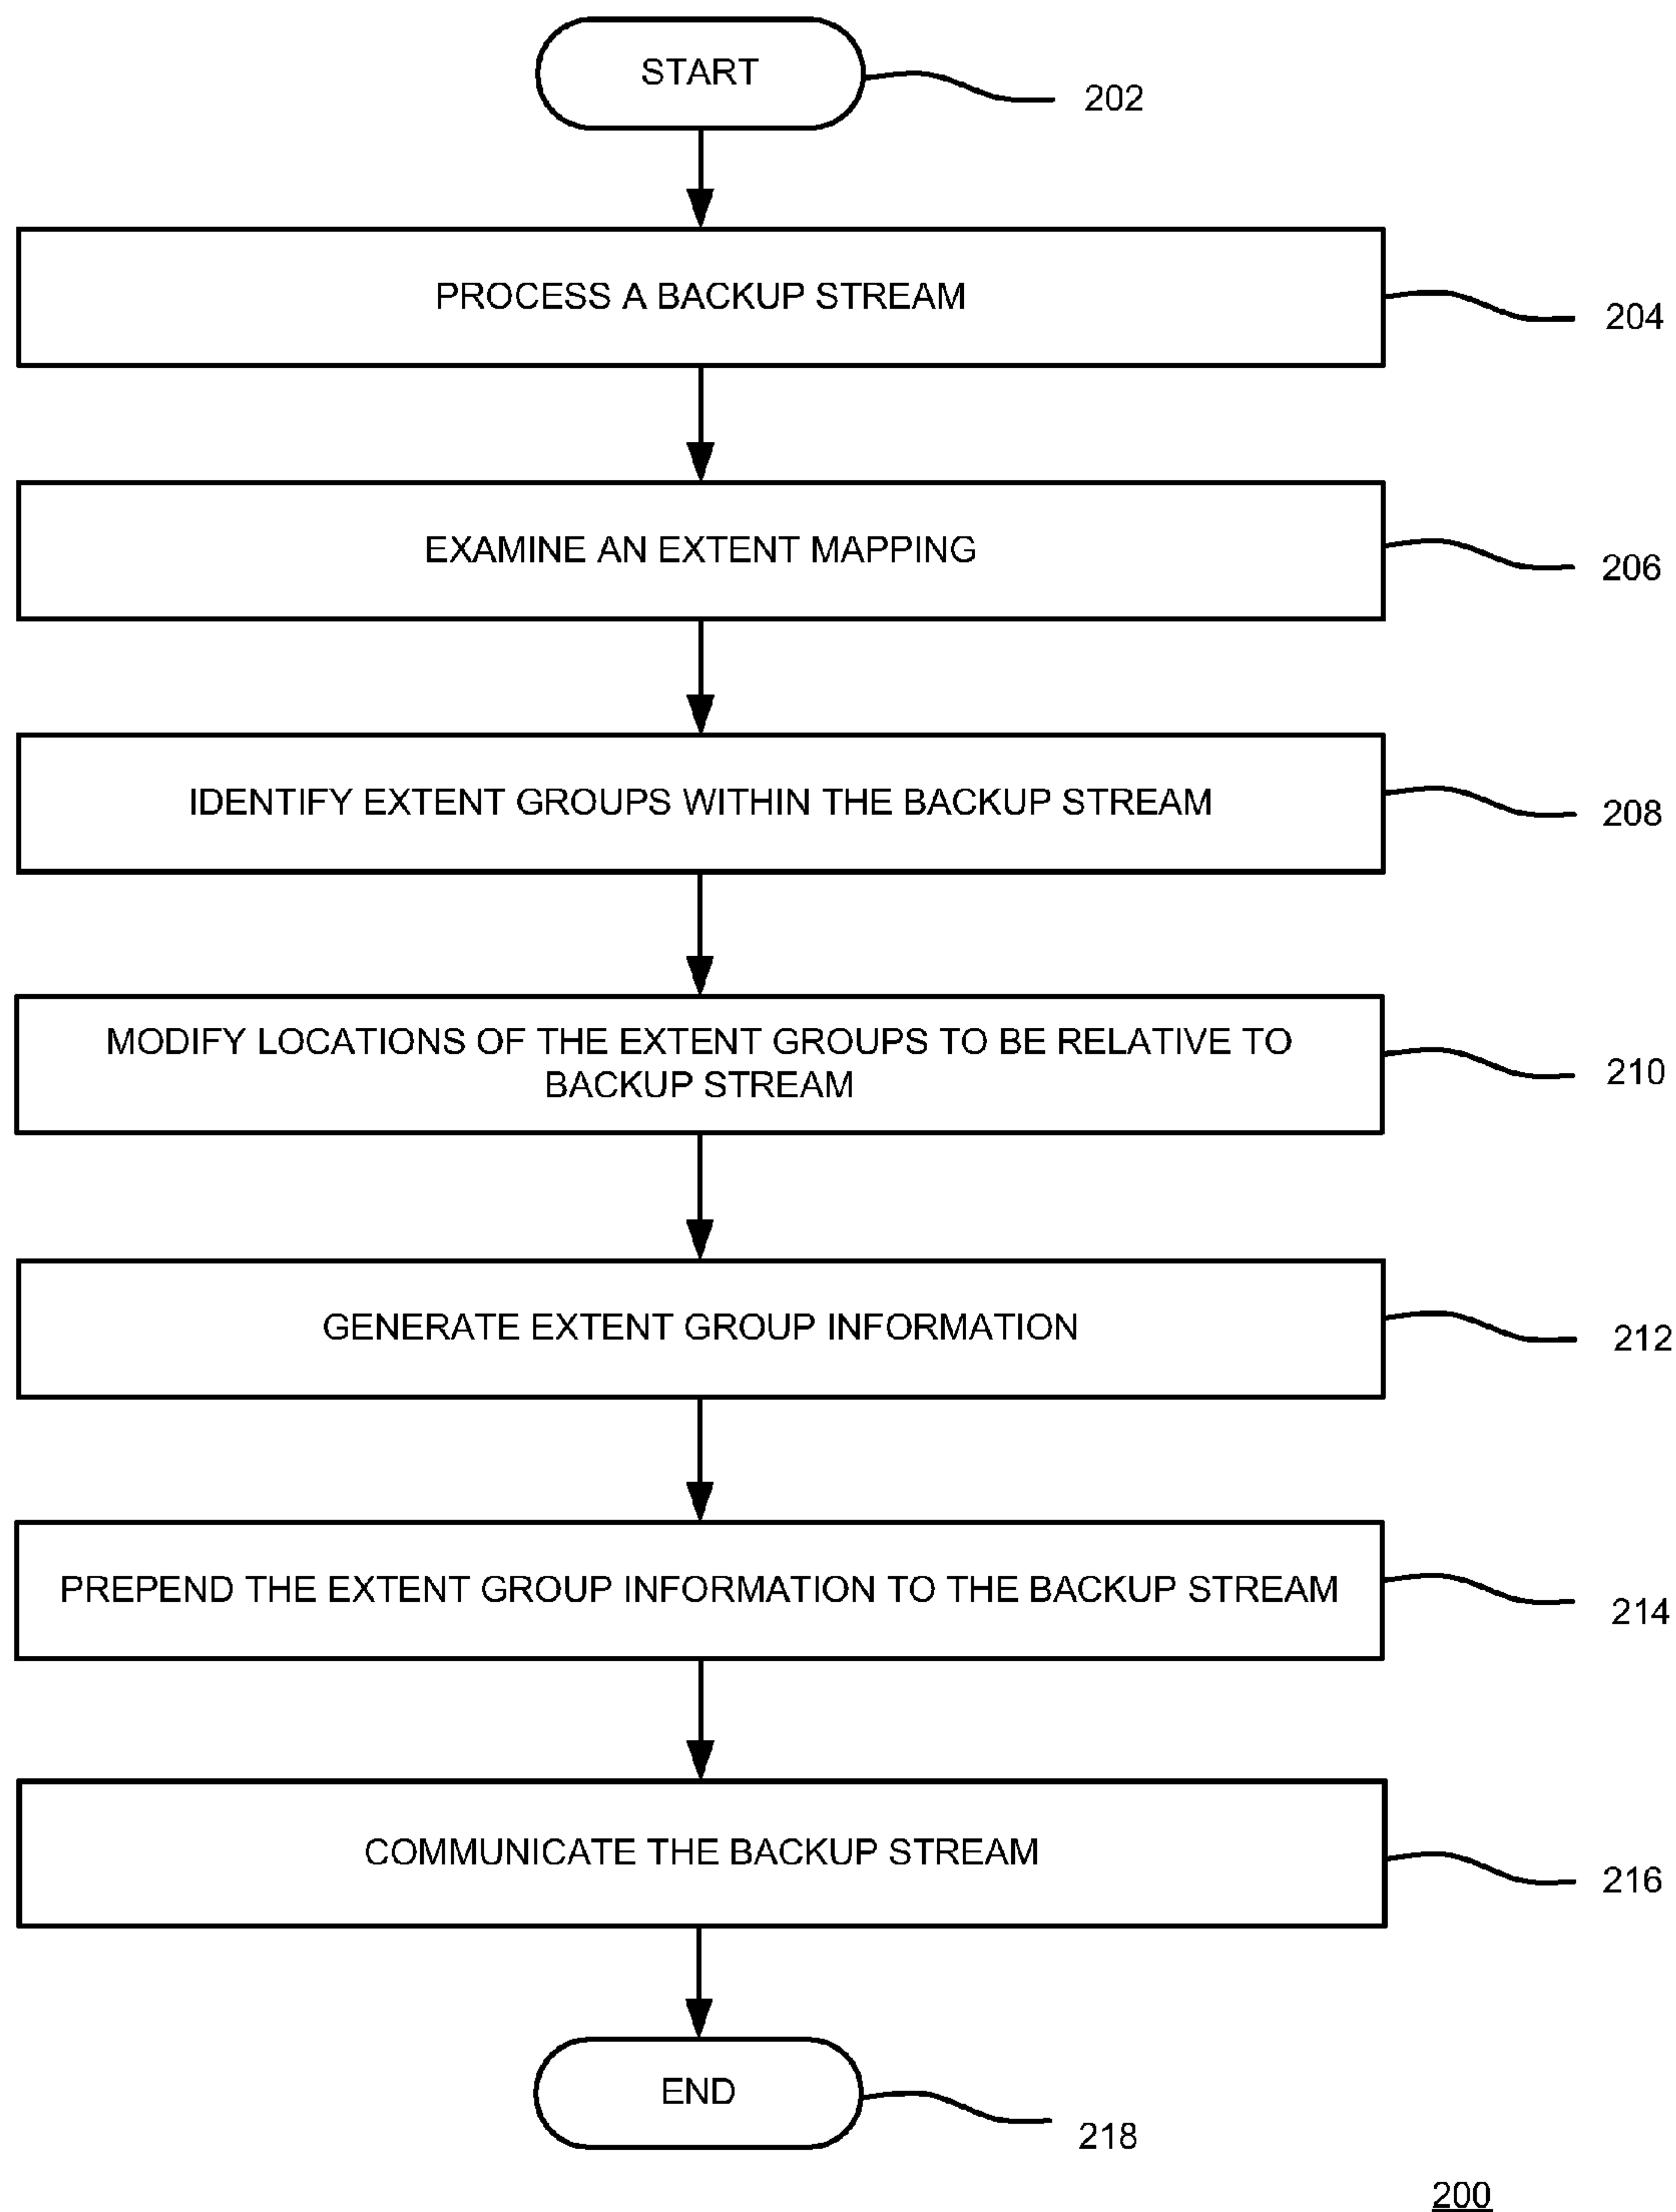 START
202
PROCESS A BACKUP STREAM
204
EXAMINE AN EXTENT MAPPING
206
IDENTIFY EXTENT GROUPS WITHIN THE BACKUP STREAM
208
MODIFY LOCATIONS OF THE EXTENT GROUPS TO BE RELATIVE TO
BACKUP STREAM
210
GENERATE EXTENT GROUP INFORMATION
212
PREPEND THE EXTENT GROUP INFORMATION TO THE BACKUP STREAM
214
COMMUNICATE THE BACKUP STREAM
216
END
218
200